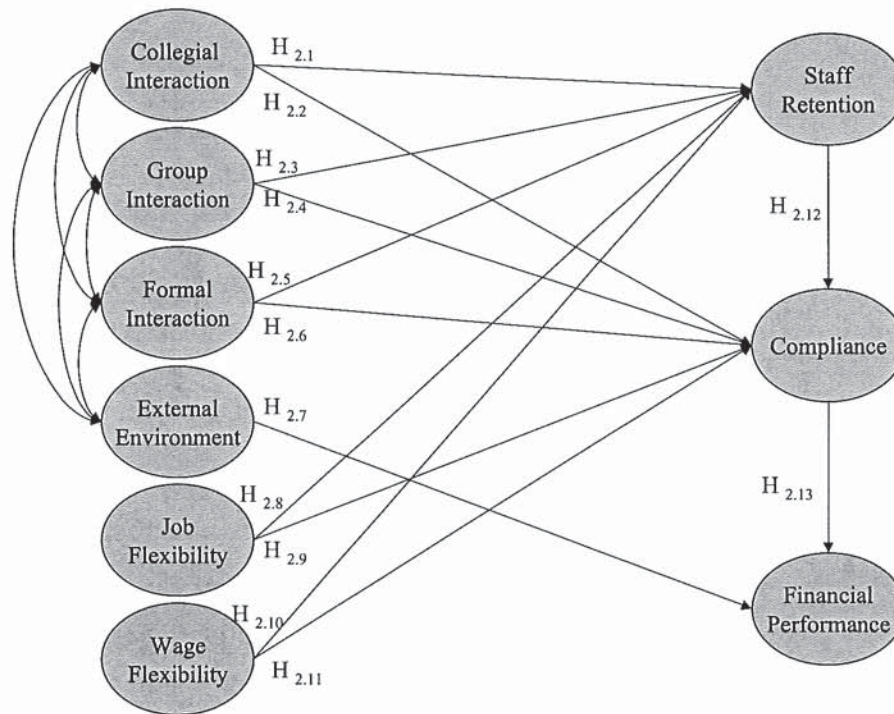 Collegial
Interaction
H 2.1
H 2.2
Staff
Retention
Group
Interaction
H 2.3
H 2.4
H 2.12
Formal
Interaction
H 2.5
H 2.6
Compliance
External
Environment
H 2.7
H 2.8
Job
Flexibility
H 2.9
H 2.13
Financial
Performance
H 2.10
Wage
Flexibility
H 2.11